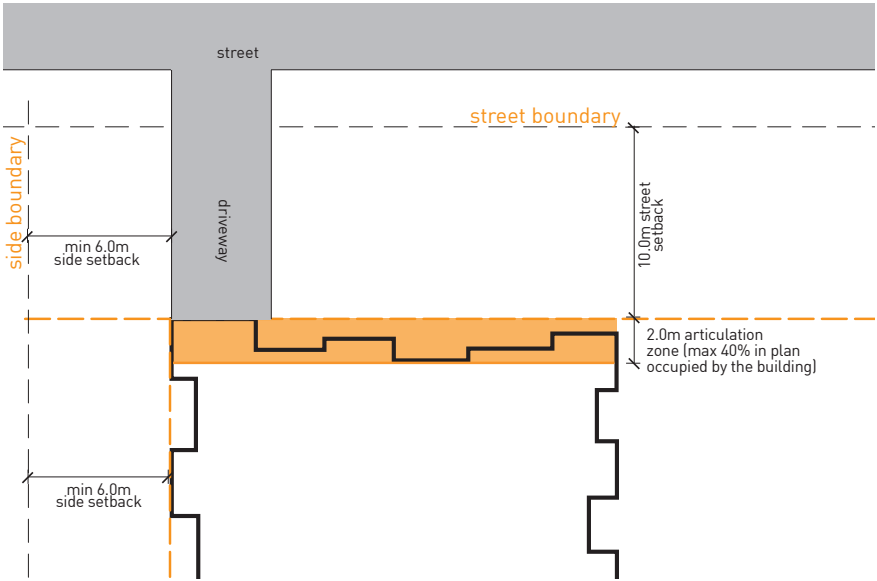 street
street boundary
side boundary
driveway
10.0m street
setback
min 6.0m
side setback
2.0m articulation
zone (max 40% in plan
occupied by the building)
min 6.0m
side setback